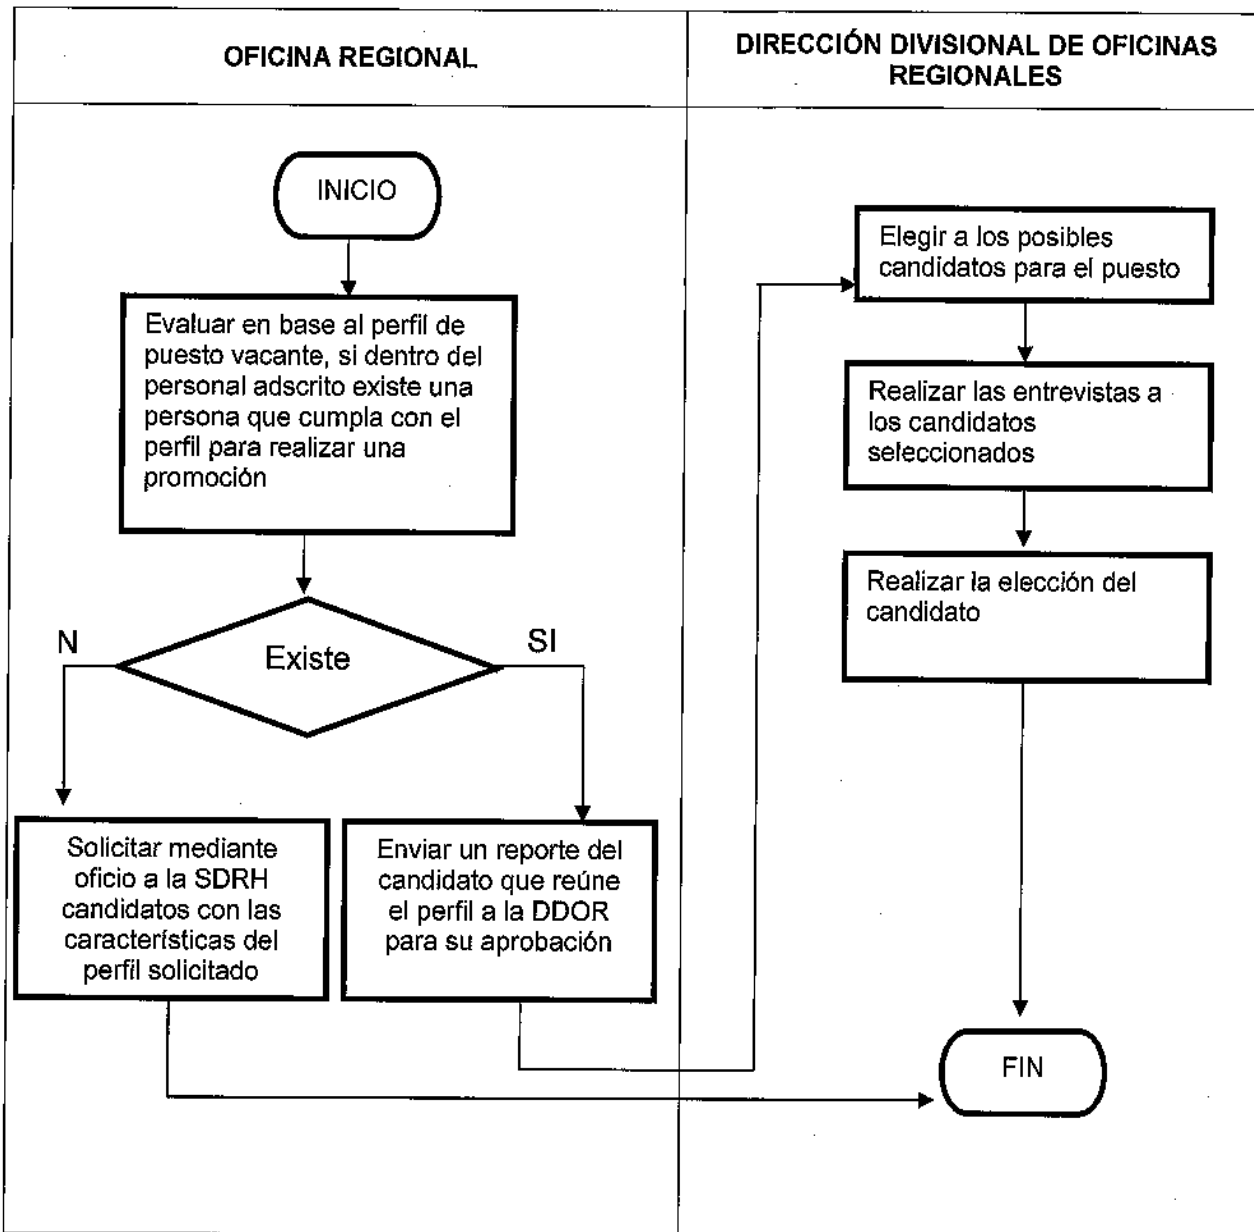 OFICINA REGIONAL
DIRECCIÓN DIVISIONAL DE OFICINAS
REGIONALES
INICIO
Evaluar en base al perfil de
puesto vacante, si dentro del
personal adscrito existe una
persona que cumpla con el
perfil para realizar una
promoción
Existe
N
SI
Solicitar mediante
oficio a la SDRH
candidatos con las
características del
perfil solicitado
Enviar un reporte del
candidato que reúne
el perfil a la DDOR
para su aprobación
Elegir a los posibles
candidatos para el puesto
Realizar las entrevistas a
los candidatos
seleccionados
Realizar la elección del
candidato
FIN